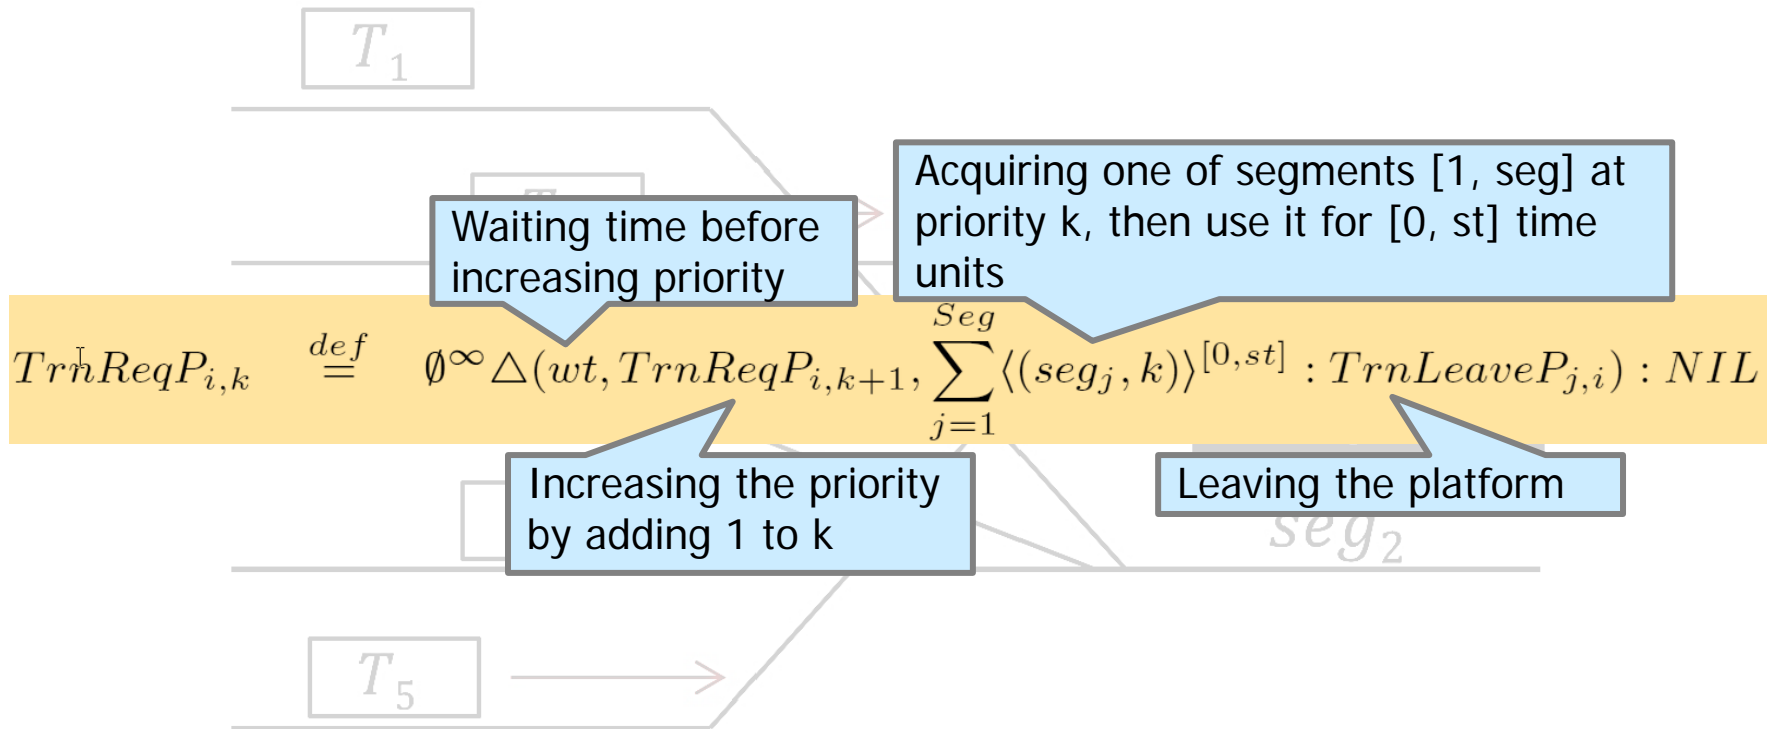 T₁
Waiting time before
increasing priority
Acquiring one of segments [1, seg] at
priority k, then use it for [0, st] time
units
TrnReqP_{i,k} \overset{def}{=} ∅^∞ △(wt, TrnReqP_{i,k+1}, \sum_{j=1}^{Seg} ⟨(seg_j, k)⟩^{[0,st]} : TrnLeaveP_{j,i}) : NIL
Increasing the priority
by adding 1 to k
Leaving the platform
seg₂
T₅